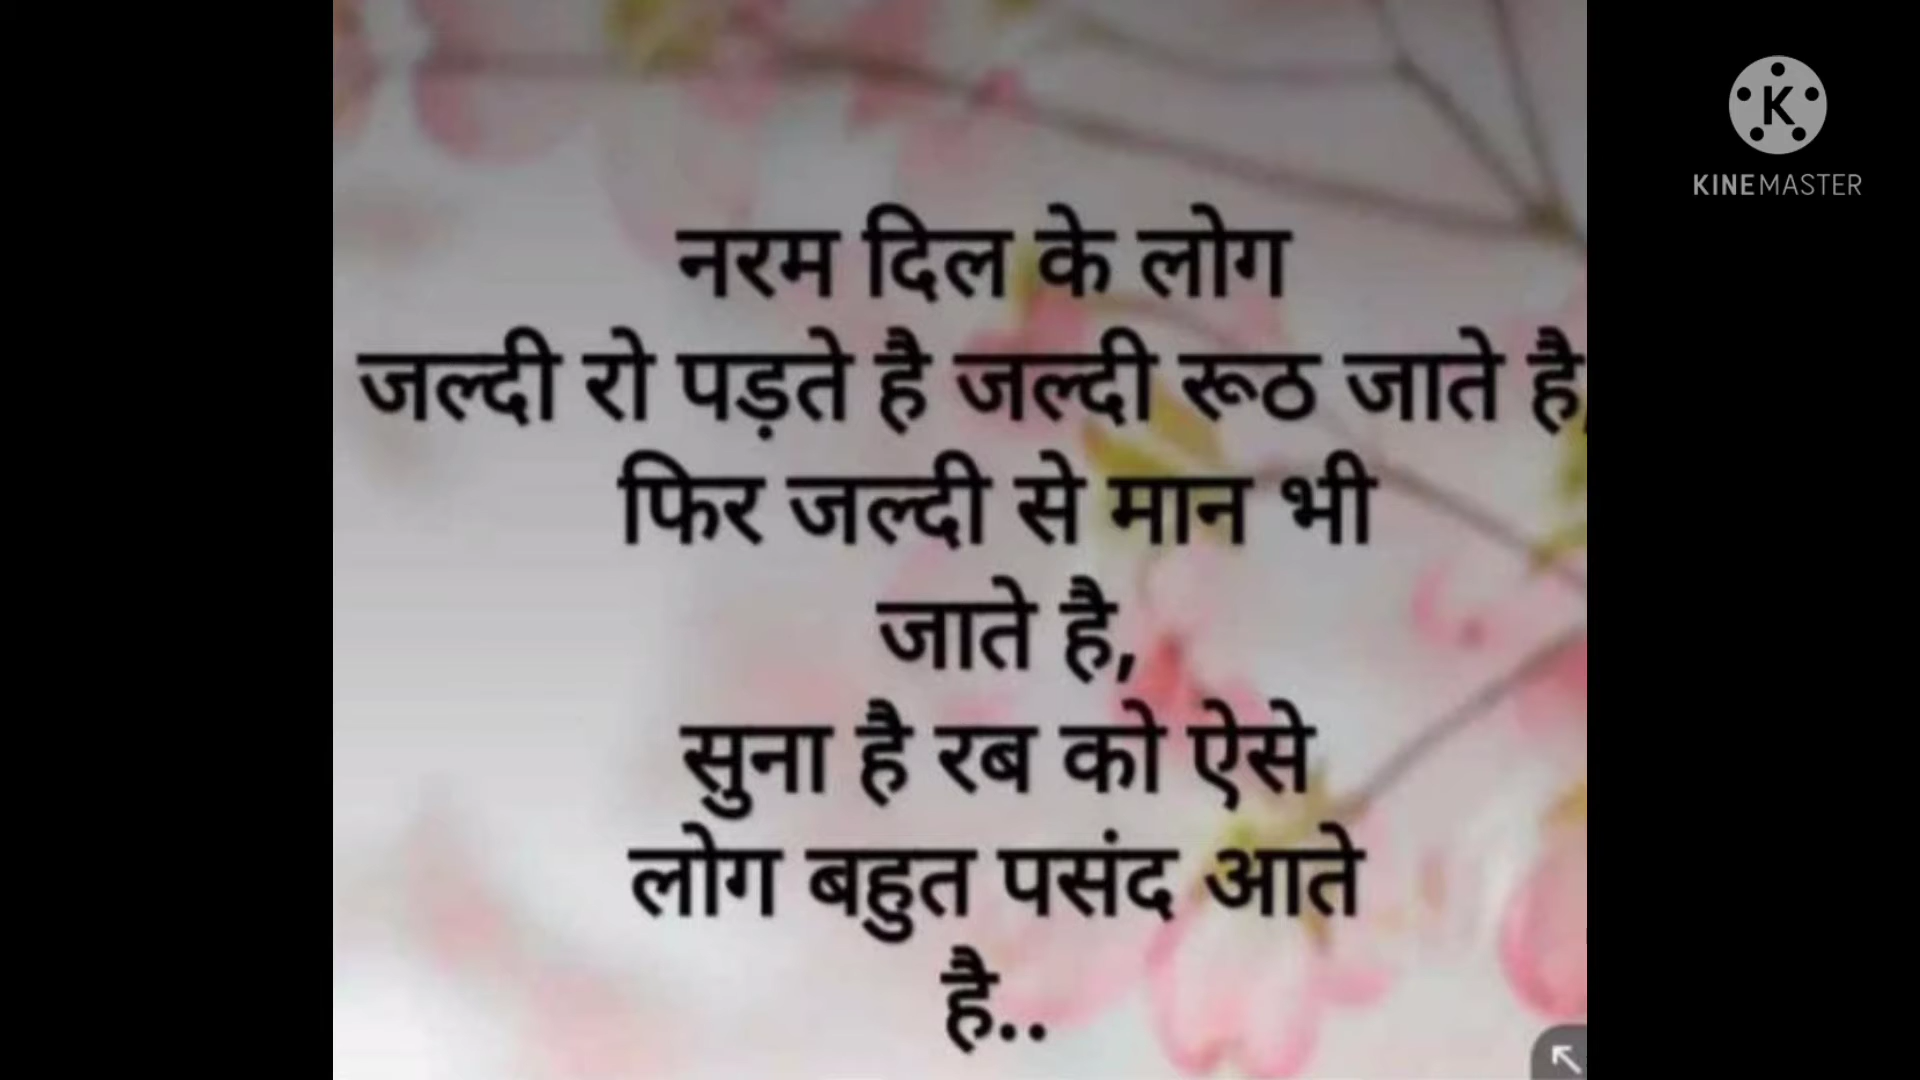 नरम दिल के लोग
जल्दी रो पड़ते है जल्दी रूठ जाते है,
फिर जल्दी से मान भी
जाते है,
सुना है रब को ऐसे
लोग बहुत पसंद आते
है..
K
KINEMASTER